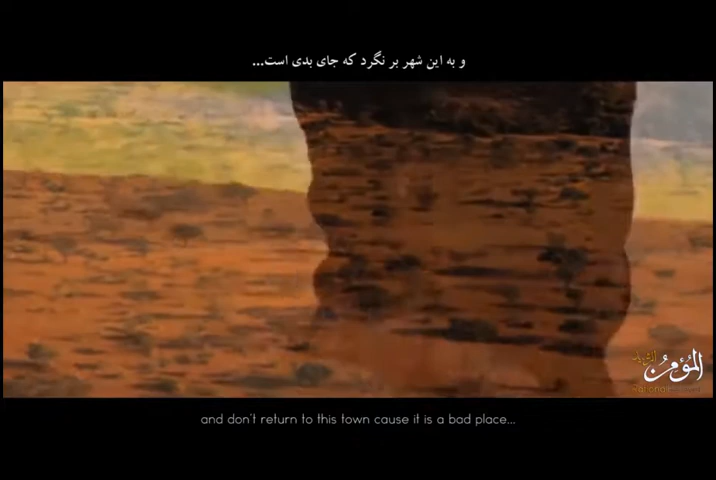 و به این شهر بر نگرد که جای بدی است...
المؤمن
and don't return to this town cause it is a bad place...